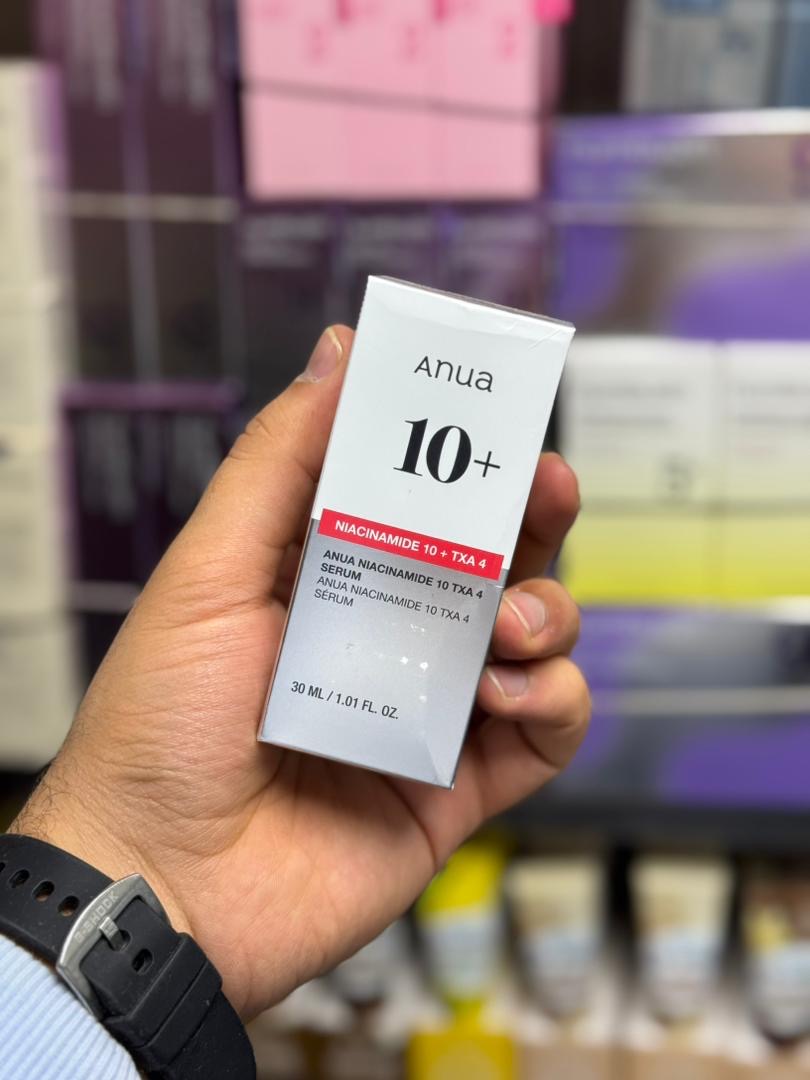 Anua
10+
NIACINAMIDE 10 + TXA 4
ANUA NIACINAMIDE 10 TXA 4
SERUM
ANUA NIACINAMIDE 10 TXA 4
SÉRUM
30 ML / 1.01 FL. OZ.
G-SHOCK